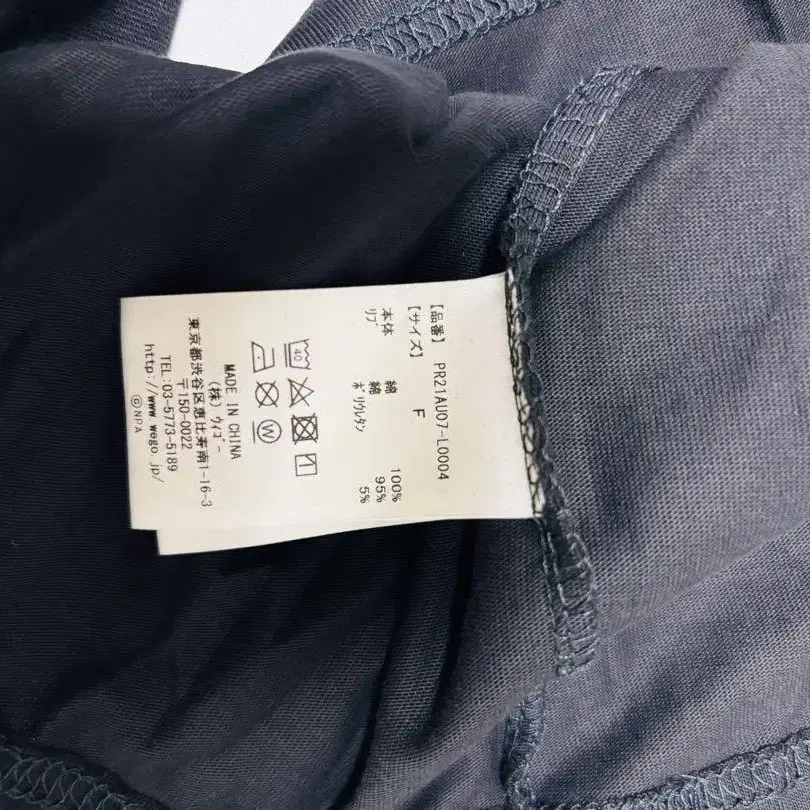 【品番】 PR21AU07-L0004
【サイズ】 F
本体 綿 100%
リブ 綿 95%
ポリウレタン 5%
40
W
MADE IN CHINA
(株) ウィゴー
〒150-0022
東京都渋谷区恵比寿南1-16-3
TEL:03-5773-5189
http://www.wego.jp/
©NPA